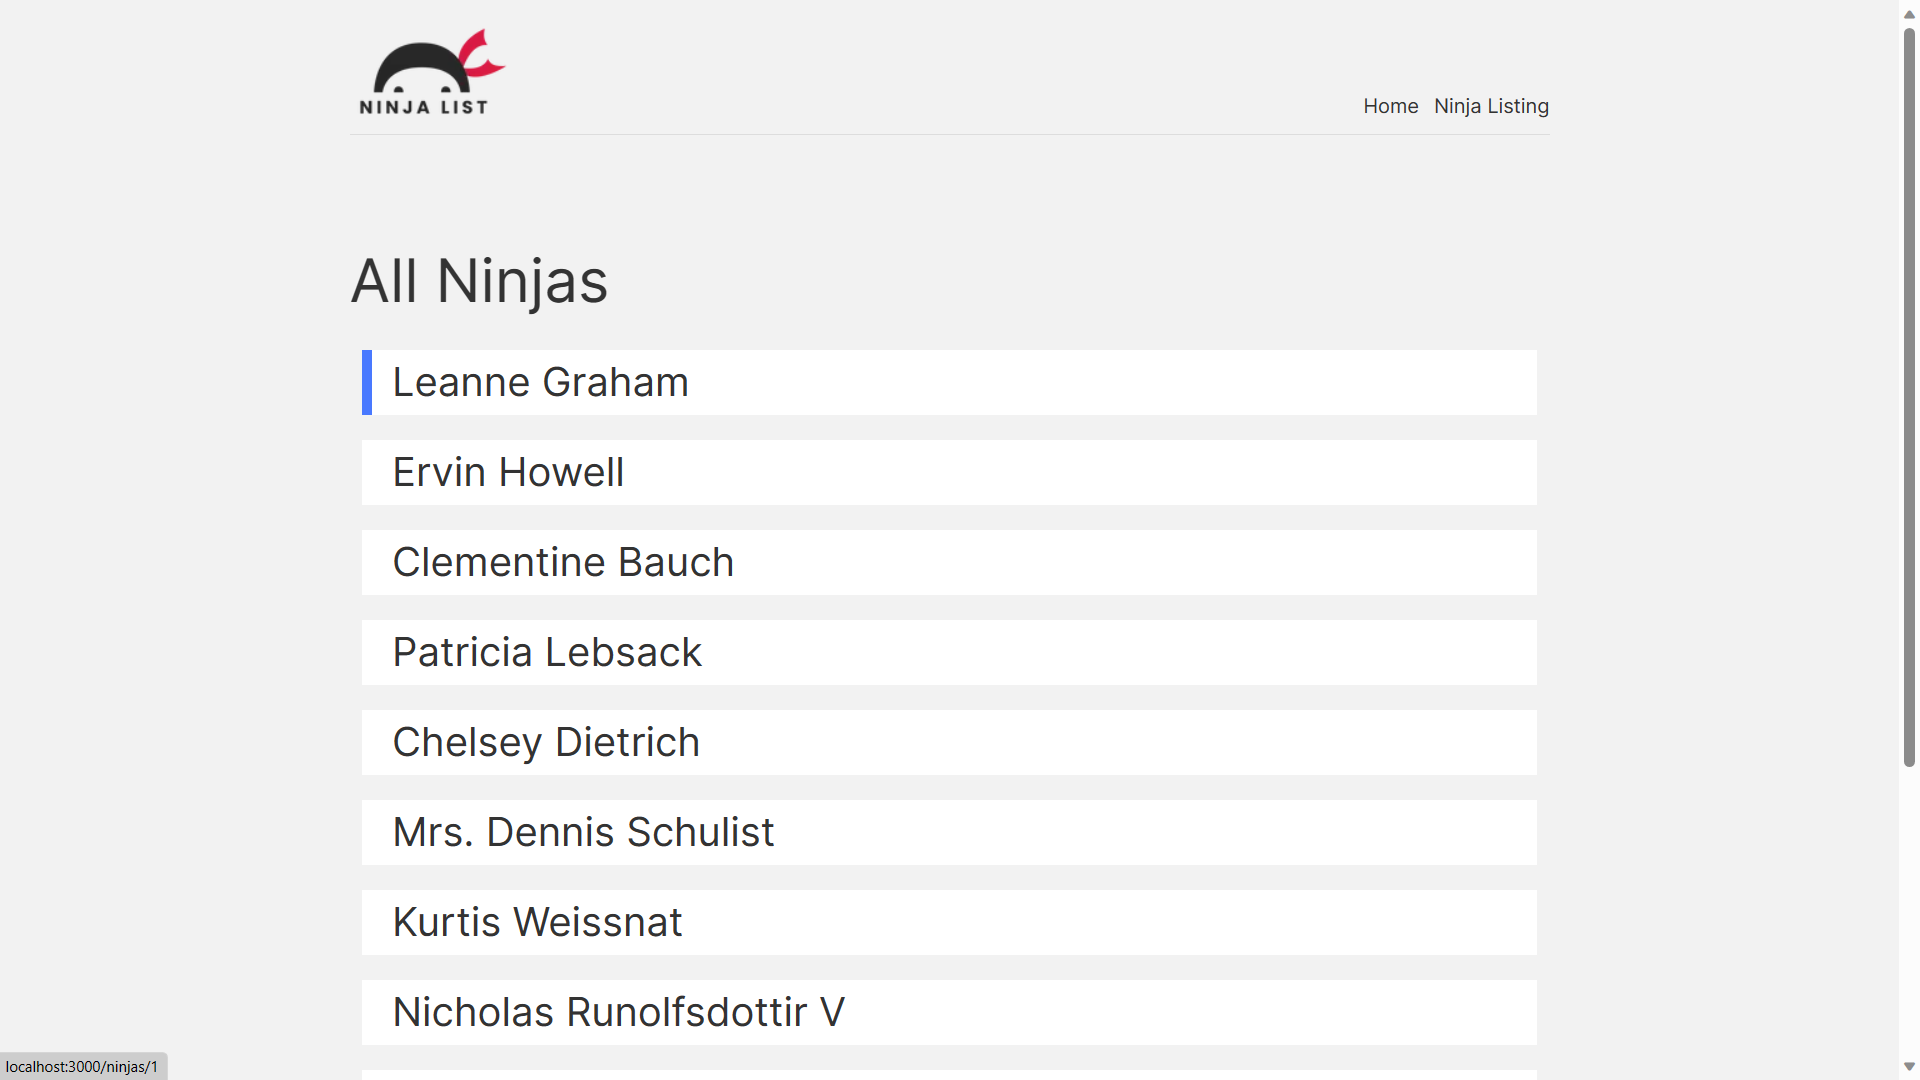 NINJA LIST
Home Ninja Listing
All Ninjas
Leanne Graham
Ervin Howell
Clementine Bauch
Patricia Lebsack
Chelsey Dietrich
Mrs. Dennis Schulist
Kurtis Weissnat
Nicholas Runolfsdottir V
localhost:3000/ninjas/1